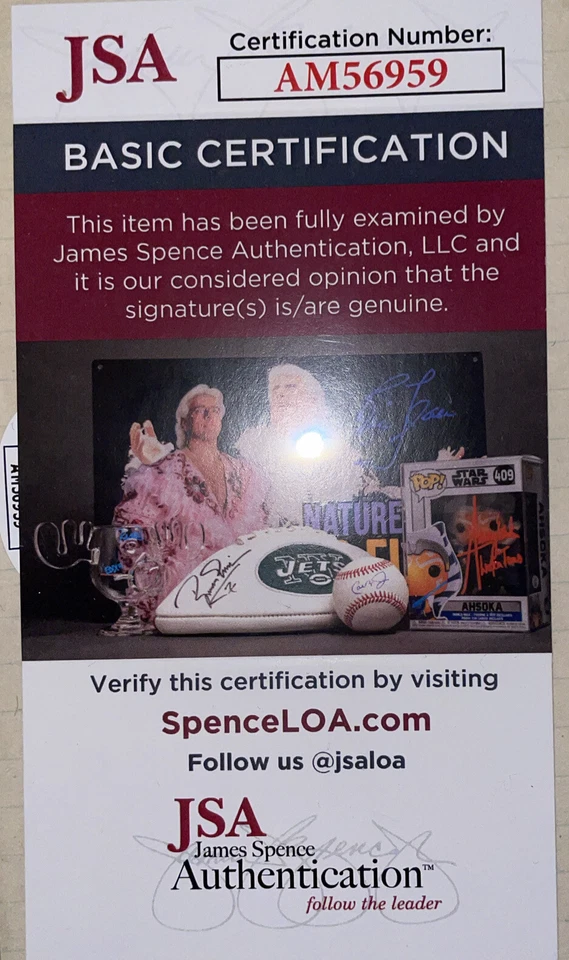 JSA
Certification Number:
AM56959
BASIC CERTIFICATION
This item has been fully examined by
James Spence Authentication, LLC and
it is our considered opinion that the
signature(s) is/are genuine.
POP!
STAR
WARS
409
NATURE
JETS
AHSOKA
AHSOKA
Verify this certification by visiting
SpenceLOA.com
Follow us @jsaloa
JSA
James Spence
Authentication™
follow the leader